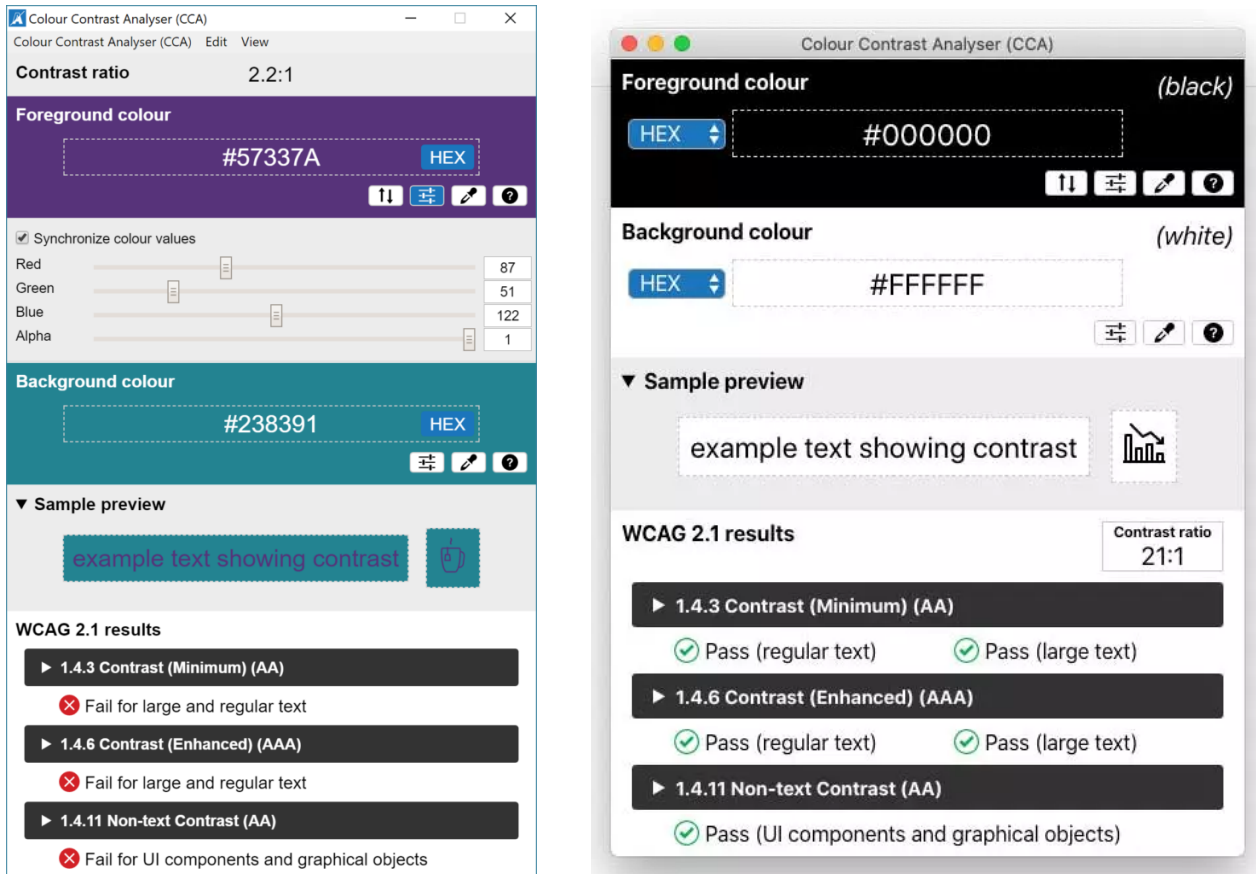 Colour Contrast Analyser (CCA)
Colour Contrast Analyser (CCA) Edit View
Contrast ratio 2.2:1
Foreground colour
#57337A HEX
Synchronize colour values
Red 87
Green 51
Blue 122
Alpha 1
Background colour
#238391 HEX
▼ Sample preview
example text showing contrast
WCAG 2.1 results
▶ 1.4.3 Contrast (Minimum) (AA)
Fail for large and regular text
▶ 1.4.6 Contrast (Enhanced) (AAA)
Fail for large and regular text
▶ 1.4.11 Non-text Contrast (AA)
Fail for UI components and graphical objects
Colour Contrast Analyser (CCA)
Foreground colour (black)
HEX #000000
Background colour (white)
HEX #FFFFFF
▼ Sample preview
example text showing contrast
WCAG 2.1 results
Contrast ratio
21:1
▶ 1.4.3 Contrast (Minimum) (AA)
Pass (regular text) Pass (large text)
▶ 1.4.6 Contrast (Enhanced) (AAA)
Pass (regular text) Pass (large text)
▶ 1.4.11 Non-text Contrast (AA)
Pass (UI components and graphical objects)